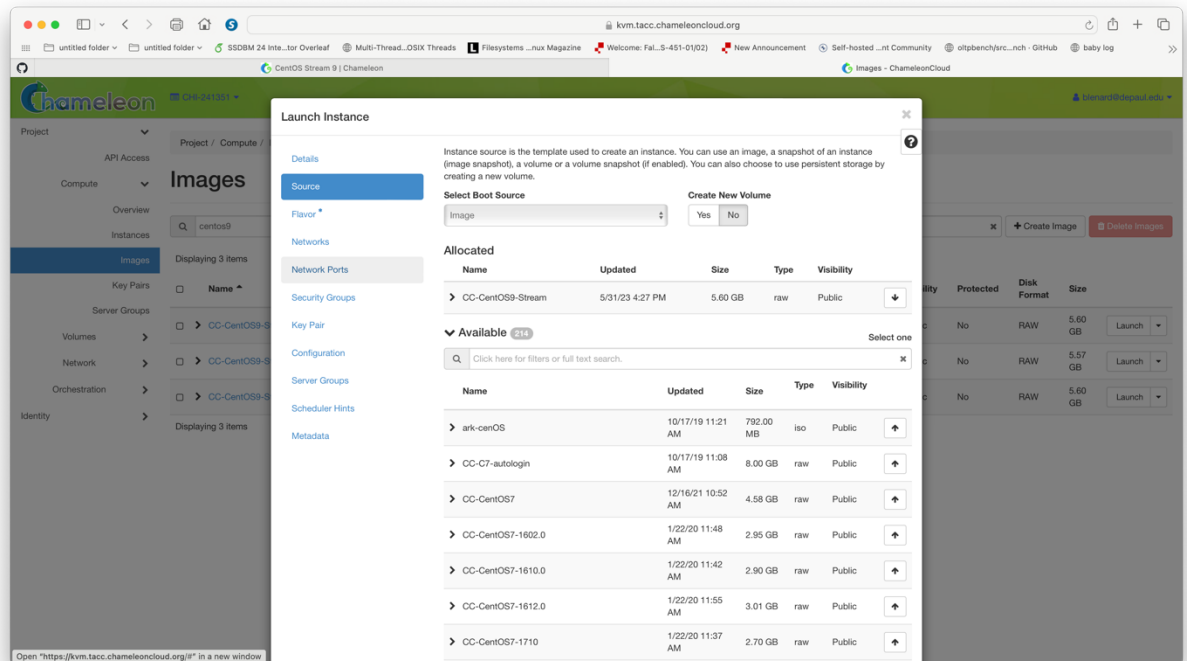 kvm.tacc.chameleoncloud.org
untitled folder
untitled folder
SSDBM 24 Inte...tor Overleaf
Multi-Thread...OSIX Threads
Filesystems ...nux Magazine
Welcome: Fal...S-451-01/02)
New Announcement
Self-hosted ...nt Community
oltpbench/src...nch · GitHub
baby log
CentOS Stream 9 | Chameleon
Images - ChameleonCloud
Chameleon
CHI-241351
blenard@depaul.edu
Project
API Access
Compute
Overview
Instances
Images
Key Pairs
Server Groups
Volumes
Network
Orchestration
Identity
Project / Compute /
Images
centos9
+ Create Image
Delete Images
Displaying 3 items
Name
Protected
Disk Format
Size
CC-CentOS9-S
No
RAW
5.60 GB
Launch
CC-CentOS9-S
No
RAW
5.57 GB
Launch
CC-CentOS9-S
No
RAW
5.60 GB
Launch
Displaying 3 items
Launch Instance
Details
Source
Flavor *
Networks
Network Ports
Security Groups
Key Pair
Configuration
Server Groups
Scheduler Hints
Metadata
Instance source is the template used to create an instance. You can use an image, a snapshot of an instance
(image snapshot), a volume or a volume snapshot (if enabled). You can also choose to use persistent storage by
creating a new volume.
Select Boot Source
Create New Volume
Image
Yes No
Allocated
Name Updated Size Type Visibility
CC-CentOS9-Stream 5/31/23 4:27 PM 5.60 GB raw Public
Available 214
Select one
Click here for filters or full text search.
Name Updated Size Type Visibility
ark-cenOS 10/17/19 11:21 AM 792.00 MB iso Public
CC-C7-autologin 10/17/19 11:08 AM 8.00 GB raw Public
CC-CentOS7 12/16/21 10:52 AM 4.58 GB raw Public
CC-CentOS7-1602.0 1/22/20 11:48 AM 2.95 GB raw Public
CC-CentOS7-1610.0 1/22/20 11:42 AM 2.90 GB raw Public
CC-CentOS7-1612.0 1/22/20 11:55 AM 3.01 GB raw Public
CC-CentOS7-1710 1/22/20 11:37 AM 2.70 GB raw Public
Open "https://kvm.tacc.chameleoncloud.org/#" in a new window